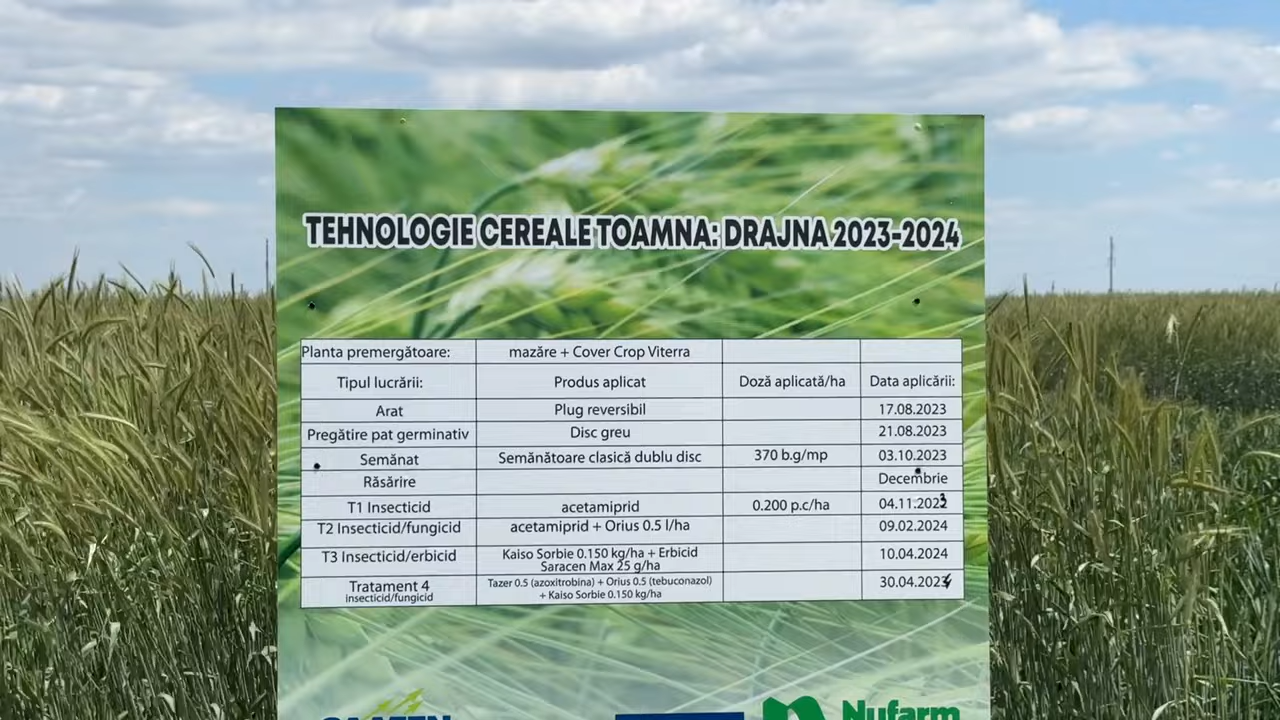 TEHNOLOGIE CEREALE TOAMNA: DRAJNA 2023-2024
Planta premergătoare: mazăre + Cover Crop Viterra
Tipul lucrării: Produs aplicat Doză aplicată/ha Data aplicării:
Arat Plug reversibil 17.08.2023
Pregătire pat germinativ Disc greu 21.08.2023
Semănat Semănătoare clasică dublu disc 370 b.g/mp 03.10.2023
Răsărire Decembrie
T1 Insecticid acetamiprid 0.200 p.c/ha 04.11.2023
T2 Insecticid/fungicid acetamiprid + Orius 0.5 l/ha 09.02.2024
T3 Insecticid/erbicid Kaiso Sorbie 0.150 kg/ha + Erbicid
Saracen Max 25 g/ha 10.04.2024
Tratament 4 Tazer 0.5 (azoxitrobina) + Orius 0.5 (tebuconazol)
insecticid/fungicid + Kaiso Sorbie 0.150 kg/ha 30.04.2024
Nufarm